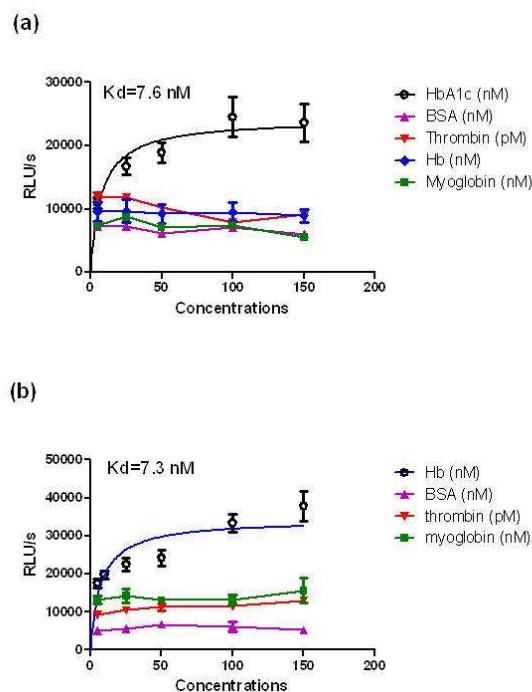 (a)
Kd=7.6 nM
30000
20000
10000
0
RLU/s
0 50 100 150 200
Concentrations
HbA1c (nM)
BSA (nM)
Thrombin (pM)
Hb (nM)
Myoglobin (nM)
(b)
Kd=7.3 nM
50000
40000
30000
20000
10000
0
RLU/s
0 50 100 150 200
Concentrations
Hb (nM)
BSA (nM)
thrombin (pM)
myoglobin (nM)